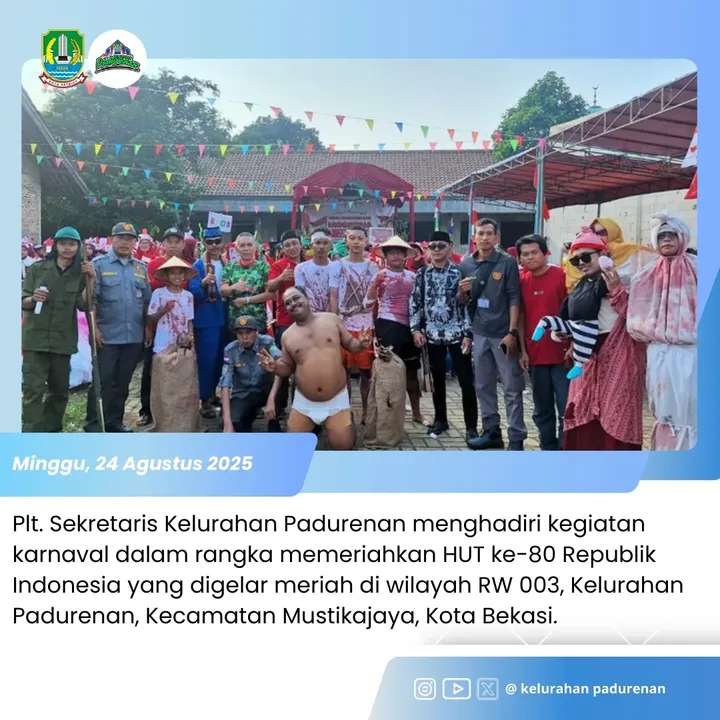 Minggu, 24 Agustus 2025
Plt. Sekretaris Kelurahan Padurenan menghadiri kegiatan
karnaval dalam rangka memeriahkan HUT ke-80 Republik
Indonesia yang digelar meriah di wilayah RW 003, Kelurahan
Padurenan, Kecamatan Mustikajaya, Kota Bekasi.
@ kelurahan padurenan